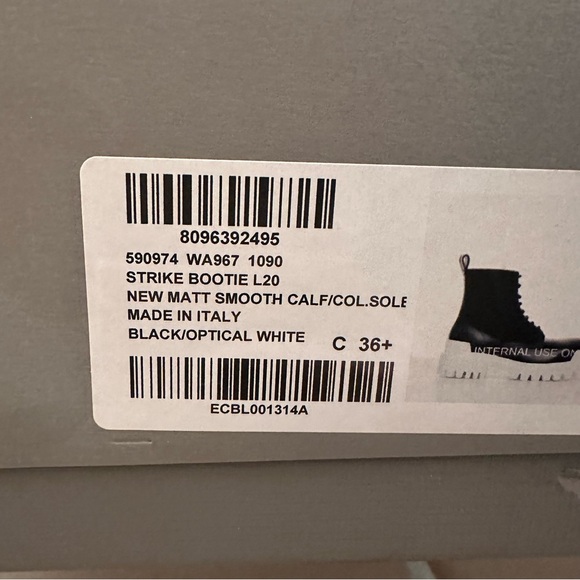 8096392495
590974 WA967 1090
STRIKE BOOTIE L20
NEW MATT SMOOTH CALF/COL.SOLE
MADE IN ITALY
BLACK/OPTICAL WHITE C 36+
ECBL001314A
INTERNAL USE